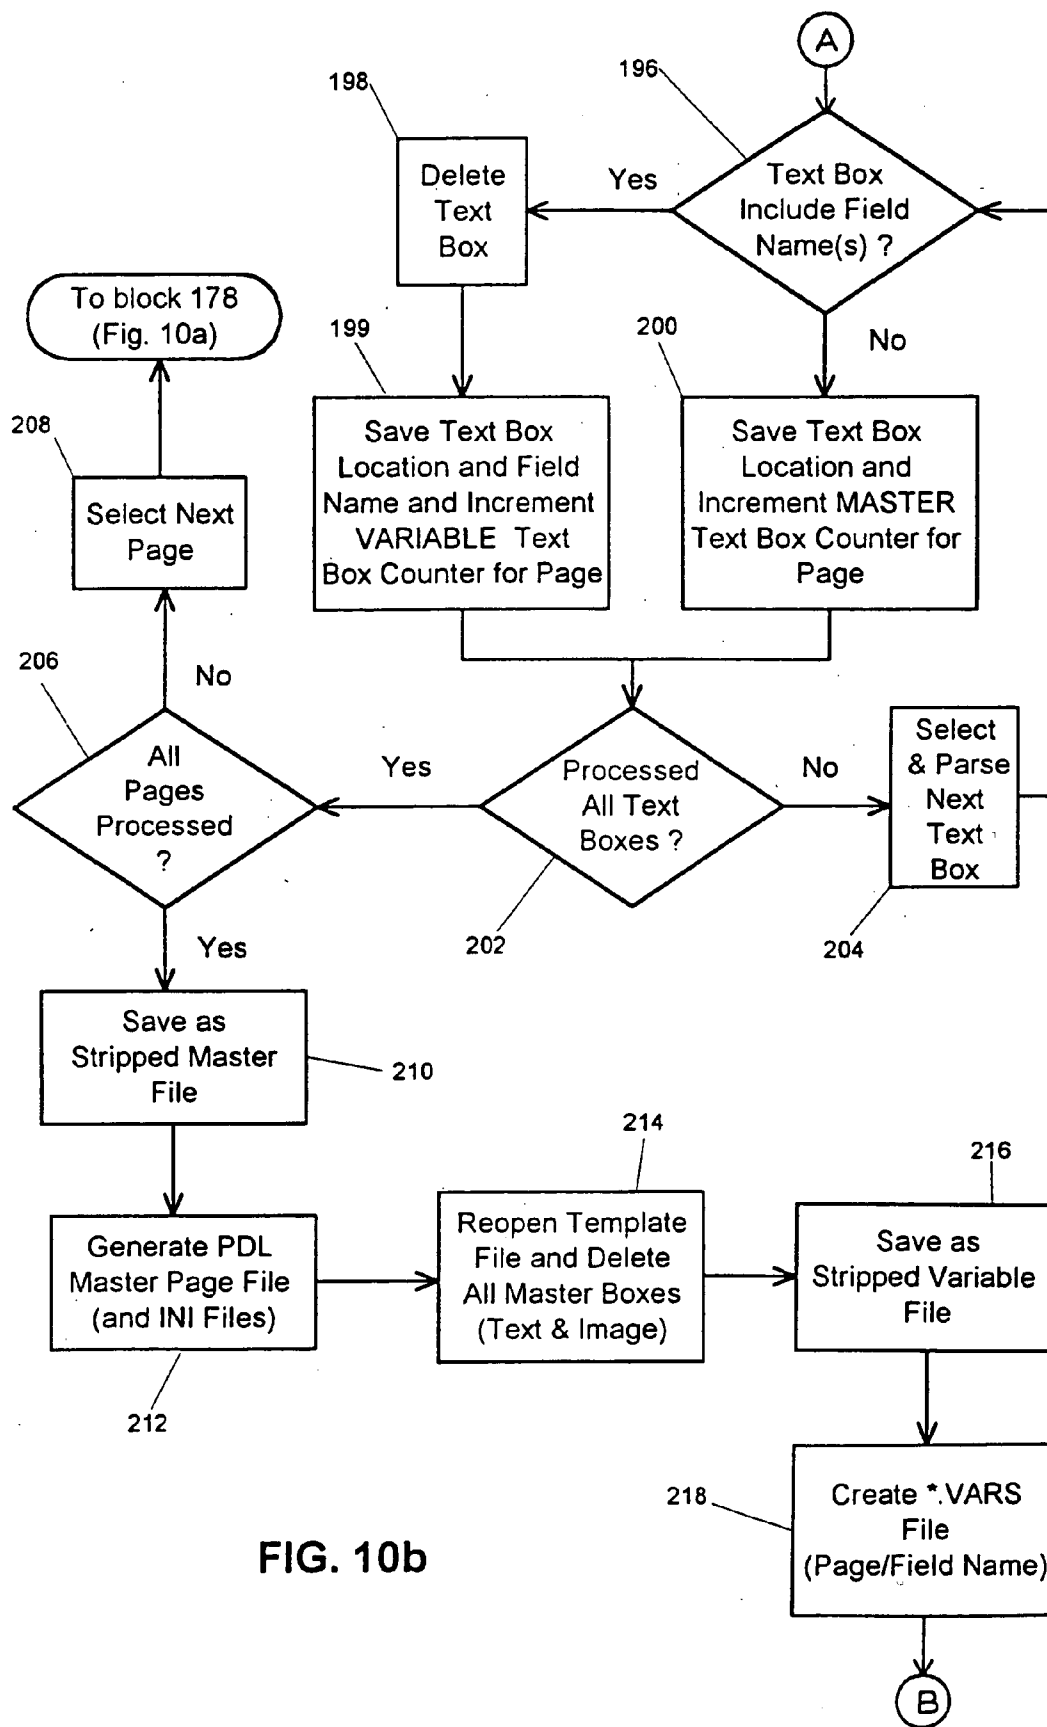 A
196
198
Text Box
Include Field
Name(s) ?
Yes
Delete
Text
Box
To block 178
(Fig. 10a)
199
200
No
208
Save Text Box
Location and Field
Name and Increment
VARIABLE Text
Box Counter for Page
Save Text Box
Location and
Increment MASTER
Text Box Counter for
Page
Select Next
Page
206
No
All
Pages
Processed
?
Yes
Processed
All Text
Boxes ?
No
Select
& Parse
Next
Text
Box
202
204
Yes
Save as
Stripped Master
File
210
214
216
Generate PDL
Master Page File
(and INI Files)
Reopen Template
File and Delete
All Master Boxes
(Text & Image)
Save as
Stripped Variable
File
212
218
Create *.VARS
File
(Page/Field Name)
FIG. 10b
B